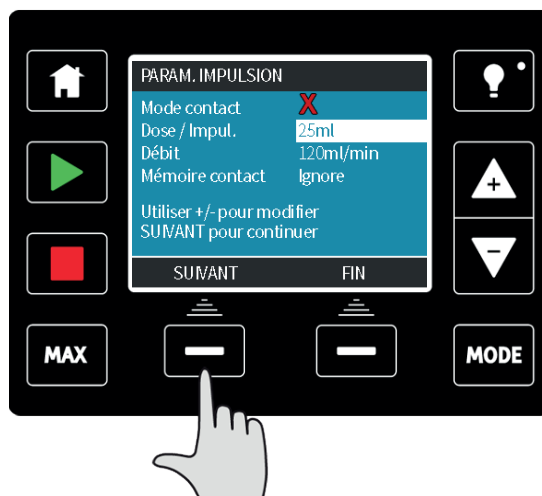 PARAM. IMPULSION
Mode contact X
Dose / Impul. 25ml
Débit 120ml/min
Mémoire contact Ignore
Utiliser +/- pour modifier
SUIVANT pour continuer
SUIVANT FIN
+
−
MAX MODE